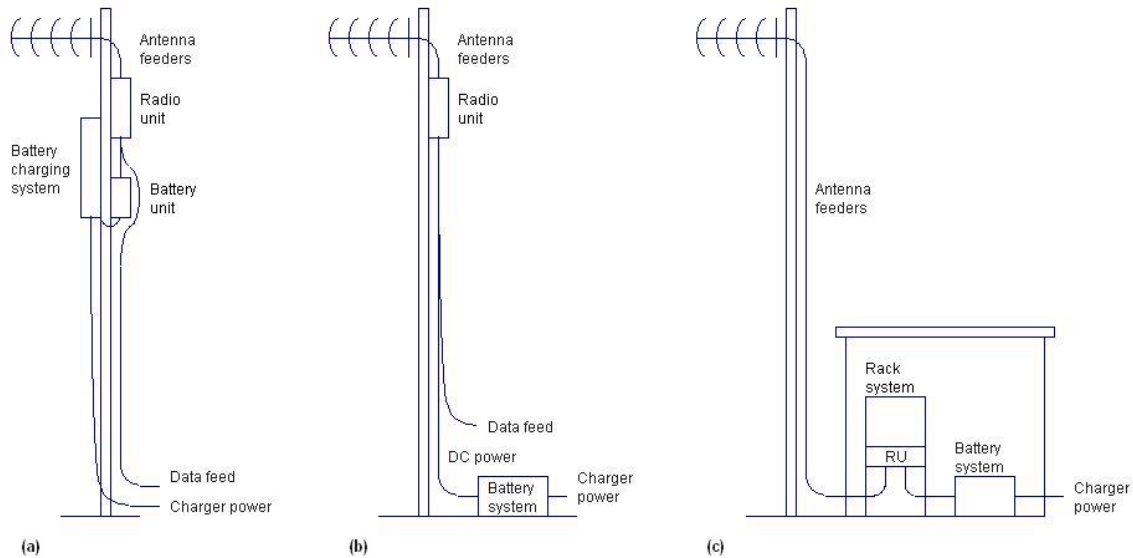 Antenna
feeders
Radio
unit
Battery
charging
system
Battery
unit
Data feed
Charger power
(a)
Antenna
feeders
Radio
unit
Data feed
DC power
Battery
system
Charger
power
(b)
Antenna
feeders
Rack
system
RU
Battery
system
Charger
power
(c)